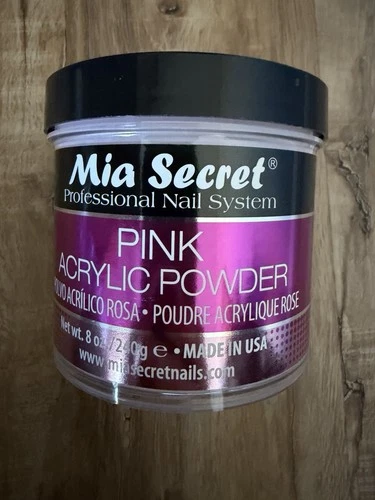 Mia Secret®
Professional Nail System
PINK
ACRYLIC POWDER
POLVO ACRÍLICO ROSA • POUDRE ACRYLIQUE ROSE
Net wt. 8 oz./240g e • MADE IN USA
www.miasecretnails.com